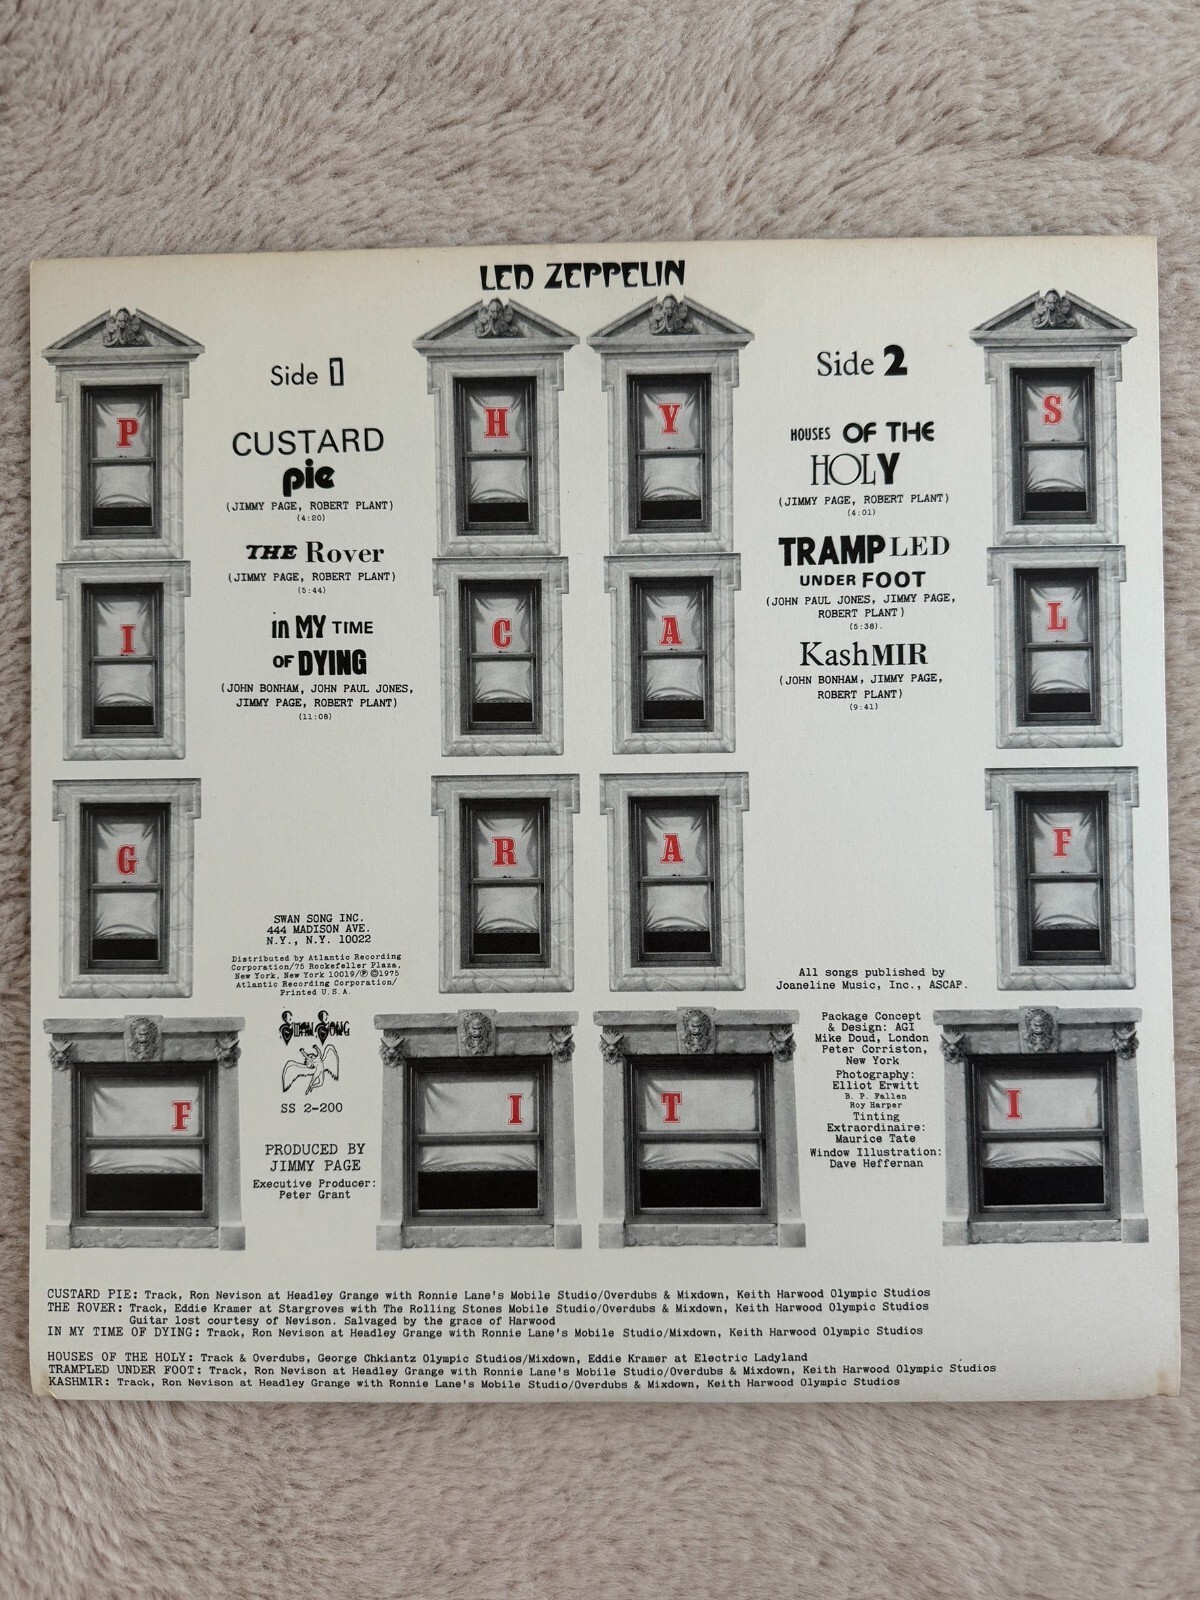 LED ZEPPELIN
P H Y S
I C A L
G R A F
F I T I
Side 1
CUSTARD
pie
(JIMMY PAGE, ROBERT PLANT)
(4:20)
THE Rover
(JIMMY PAGE, ROBERT PLANT)
(5:44)
in MY TIME
OF DYING
(JOHN BONHAM, JOHN PAUL JONES,
JIMMY PAGE, ROBERT PLANT)
(11:08)
Side 2
HOUSES OF THE
HOLY
(JIMMY PAGE, ROBERT PLANT)
(4:01)
TRAMPLED
UNDER FOOT
(JOHN PAUL JONES, JIMMY PAGE,
ROBERT PLANT)
(5:38).
KashMIR
(JOHN BONHAM, JIMMY PAGE,
ROBERT PLANT)
(9:41)
SWAN SONG INC.
444 MADISON AVE.
N.Y., N.Y. 10022
Distributed by Atlantic Recording
Corporation/75 Rockefeller Plaza,
New York, New York 10019/℗ ©1975
Atlantic Recording Corporation/
Printed U.S.A.
Swan Song
SS 2-200
PRODUCED BY
JIMMY PAGE
Executive Producer:
Peter Grant
All songs published by
Joaneline Music, Inc., ASCAP.
Package Concept
& Design: AGI
Mike Doud, London
Peter Corriston,
New York
Photography:
Elliot Erwitt
B. P. Fallen
Roy Harper
Tinting
Extraordinaire:
Maurice Tate
Window Illustration:
Dave Heffernan
CUSTARD PIE: Track, Ron Nevison at Headley Grange with Ronnie Lane's Mobile Studio/Overdubs & Mixdown, Keith Harwood Olympic Studios
THE ROVER: Track, Eddie Kramer at Stargroves with The Rolling Stones Mobile Studio/Overdubs & Mixdown, Keith Harwood Olympic Studios
Guitar lost courtesy of Nevison. Salvaged by the grace of Harwood
IN MY TIME OF DYING: Track, Ron Nevison at Headley Grange with Ronnie Lane's Mobile Studio/Mixdown, Keith Harwood Olympic Studios
HOUSES OF THE HOLY: Track & Overdubs, George Chkiantz Olympic Studios/Mixdown, Eddie Kramer at Electric Ladyland
TRAMPLED UNDER FOOT: Track, Ron Nevison at Headley Grange with Ronnie Lane's Mobile Studio/Overdubs & Mixdown, Keith Harwood Olympic Studios
KASHMIR: Track, Ron Nevison at Headley Grange with Ronnie Lane's Mobile Studio/Overdubs & Mixdown, Keith Harwood Olympic Studios